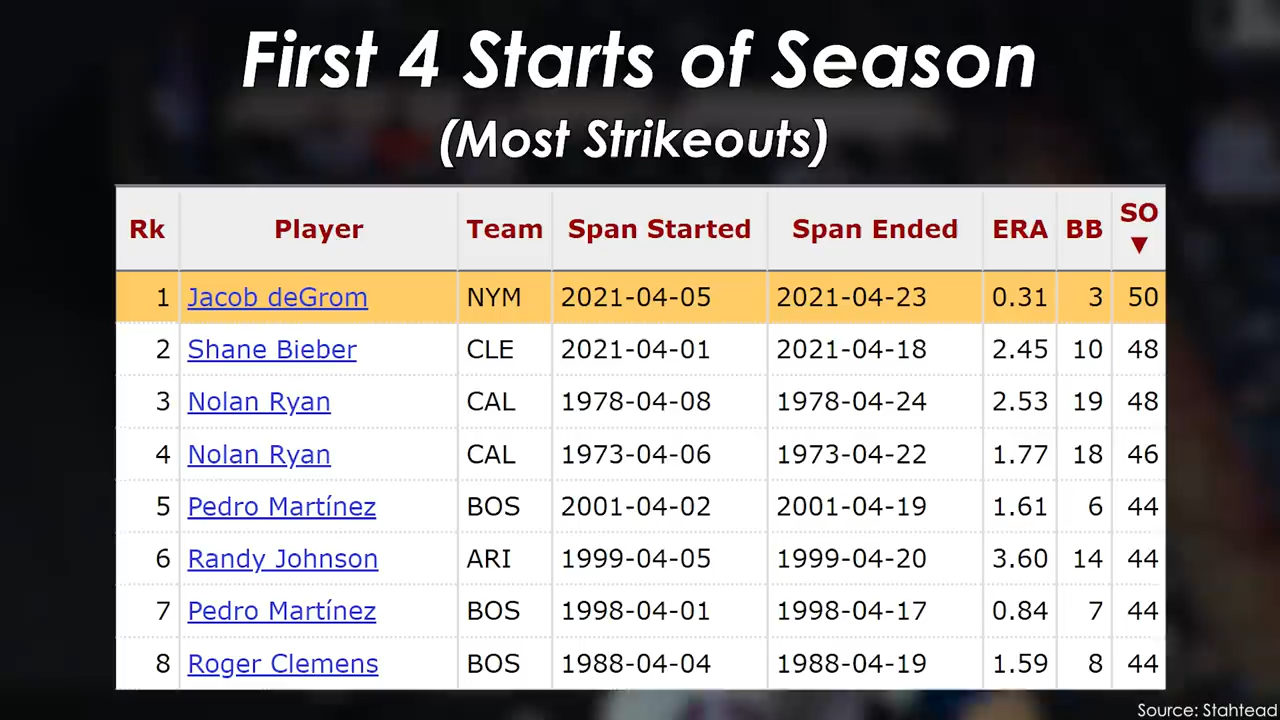 First 4 Starts of Season
(Most Strikeouts)
Rk Player Team Span Started Span Ended ERA BB SO ▼
1 Jacob deGrom NYM 2021-04-05 2021-04-23 0.31 3 50
2 Shane Bieber CLE 2021-04-01 2021-04-18 2.45 10 48
3 Nolan Ryan CAL 1978-04-08 1978-04-24 2.53 19 48
4 Nolan Ryan CAL 1973-04-06 1973-04-22 1.77 18 46
5 Pedro Martínez BOS 2001-04-02 2001-04-19 1.61 6 44
6 Randy Johnson ARI 1999-04-05 1999-04-20 3.60 14 44
7 Pedro Martínez BOS 1998-04-01 1998-04-17 0.84 7 44
8 Roger Clemens BOS 1988-04-04 1988-04-19 1.59 8 44
Source: Stahtead